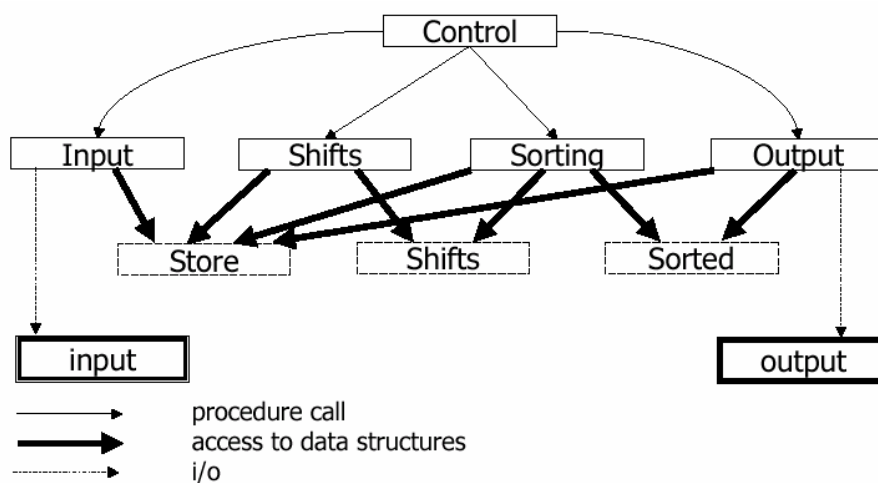 Control
Input Shifts Sorting Output
Store Shifts Sorted
input output
procedure call
access to data structures
i/o